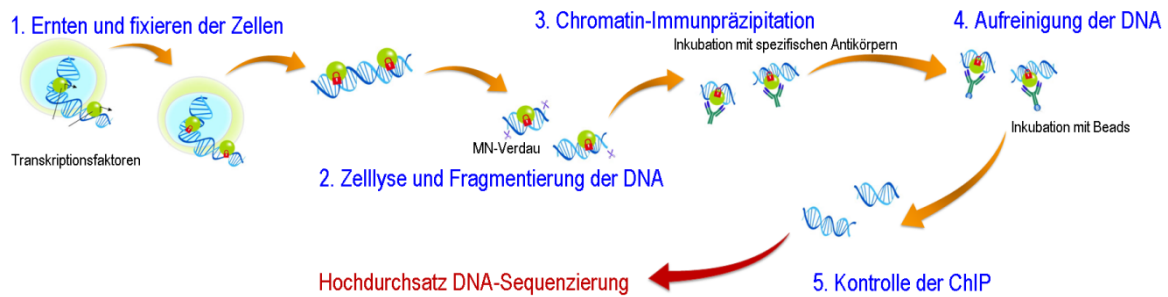 1. Ernten und fixieren der Zellen
Transkriptionsfaktoren
MN-Verdau
2. Zelllyse und Fragmentierung der DNA
3. Chromatin-Immunpräzipitation
Inkubation mit spezifischen Antikörpern
4. Aufreinigung der DNA
Inkubation mit Beads
5. Kontrolle der ChIP
Hochdurchsatz DNA-Sequenzierung